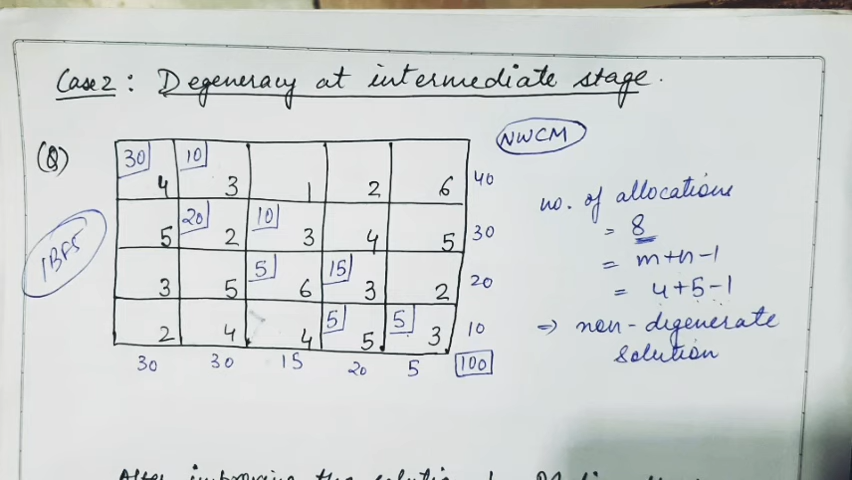 Case 2 : Degeneracy at intermediate stage.
(Q) NWCM
30 10
4 3 1 2 6 40
20 10
5 2 3 4 5 30
IBFS
5 15
3 5 6 3 2 20
5 5
2 4 4 5 3 10
30 30 15 20 5 100
no. of allocations
= 8
= m+n-1
= 4+5-1
⇒ non-degenerate
solution
After improving the